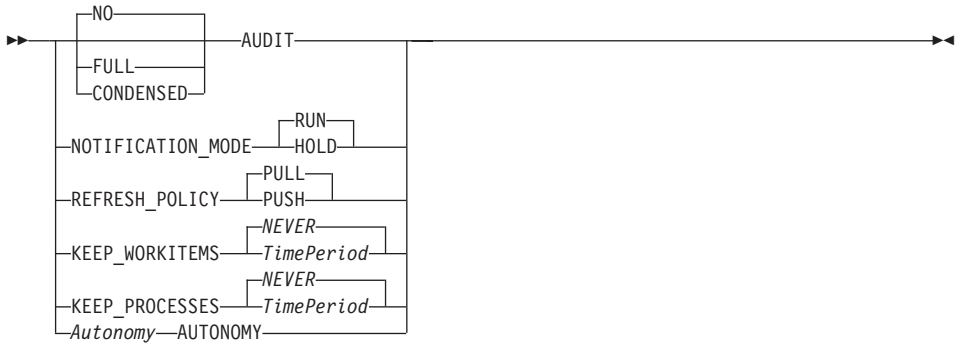 NO
AUDIT
FULL
CONDENSED
RUN
NOTIFICATION_MODE HOLD
PULL
REFRESH_POLICY PUSH
NEVER
KEEP_WORKITEMS TimePeriod
NEVER
KEEP_PROCESSES TimePeriod
Autonomy AUTONOMY